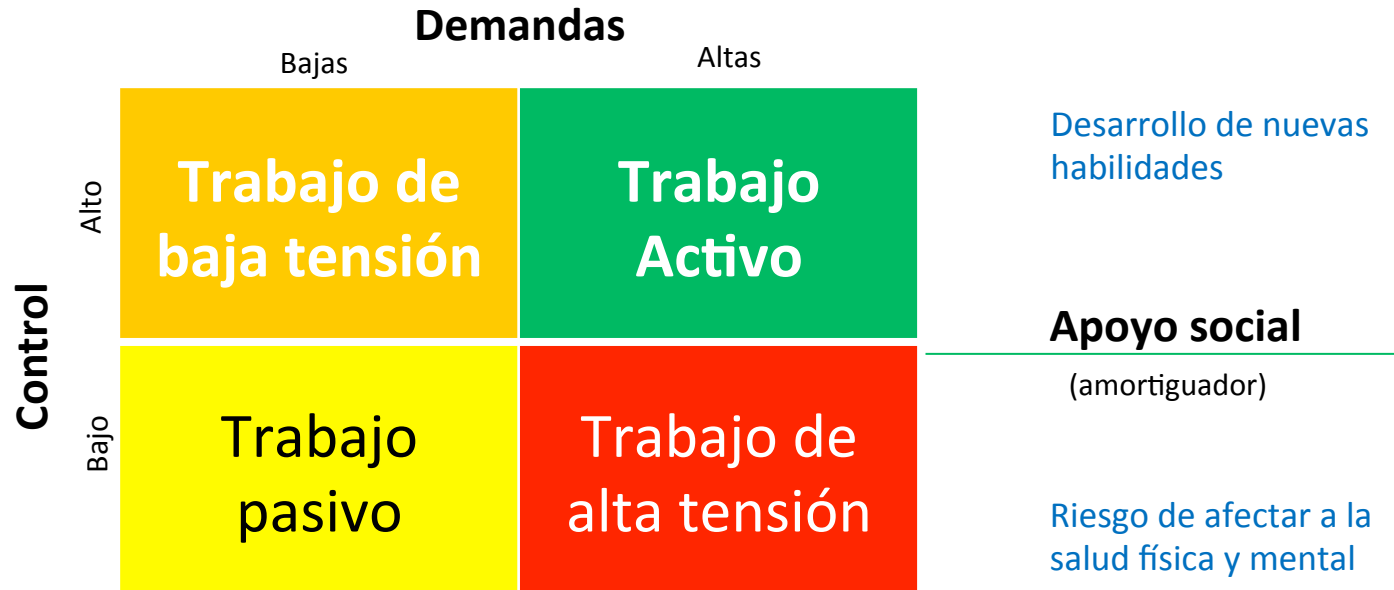 Demandas
Bajas
Altas
Control
Alto
Bajo
Trabajo de
baja tensión
Trabajo
Activo
Trabajo
pasivo
Trabajo de
alta tensión
Desarrollo de nuevas
habilidades
Apoyo social
(amortiguador)
Riesgo de afectar a la
salud física y mental